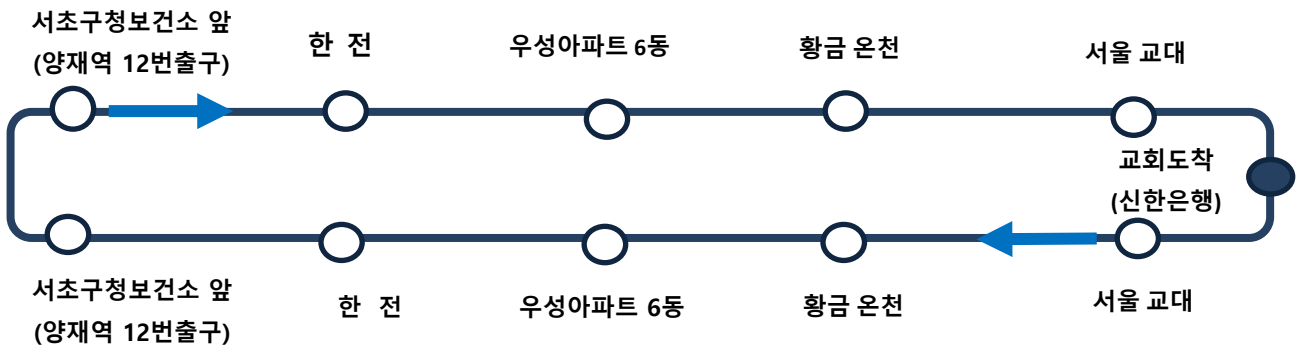 서초구청보건소 앞
(양재역 12번출구)
한 전
우성아파트 6동
황금 온천
서울 교대
교회도착
(신한은행)
서초구청보건소 앞
(양재역 12번출구)
한 전
우성아파트 6동
황금 온천
서울 교대